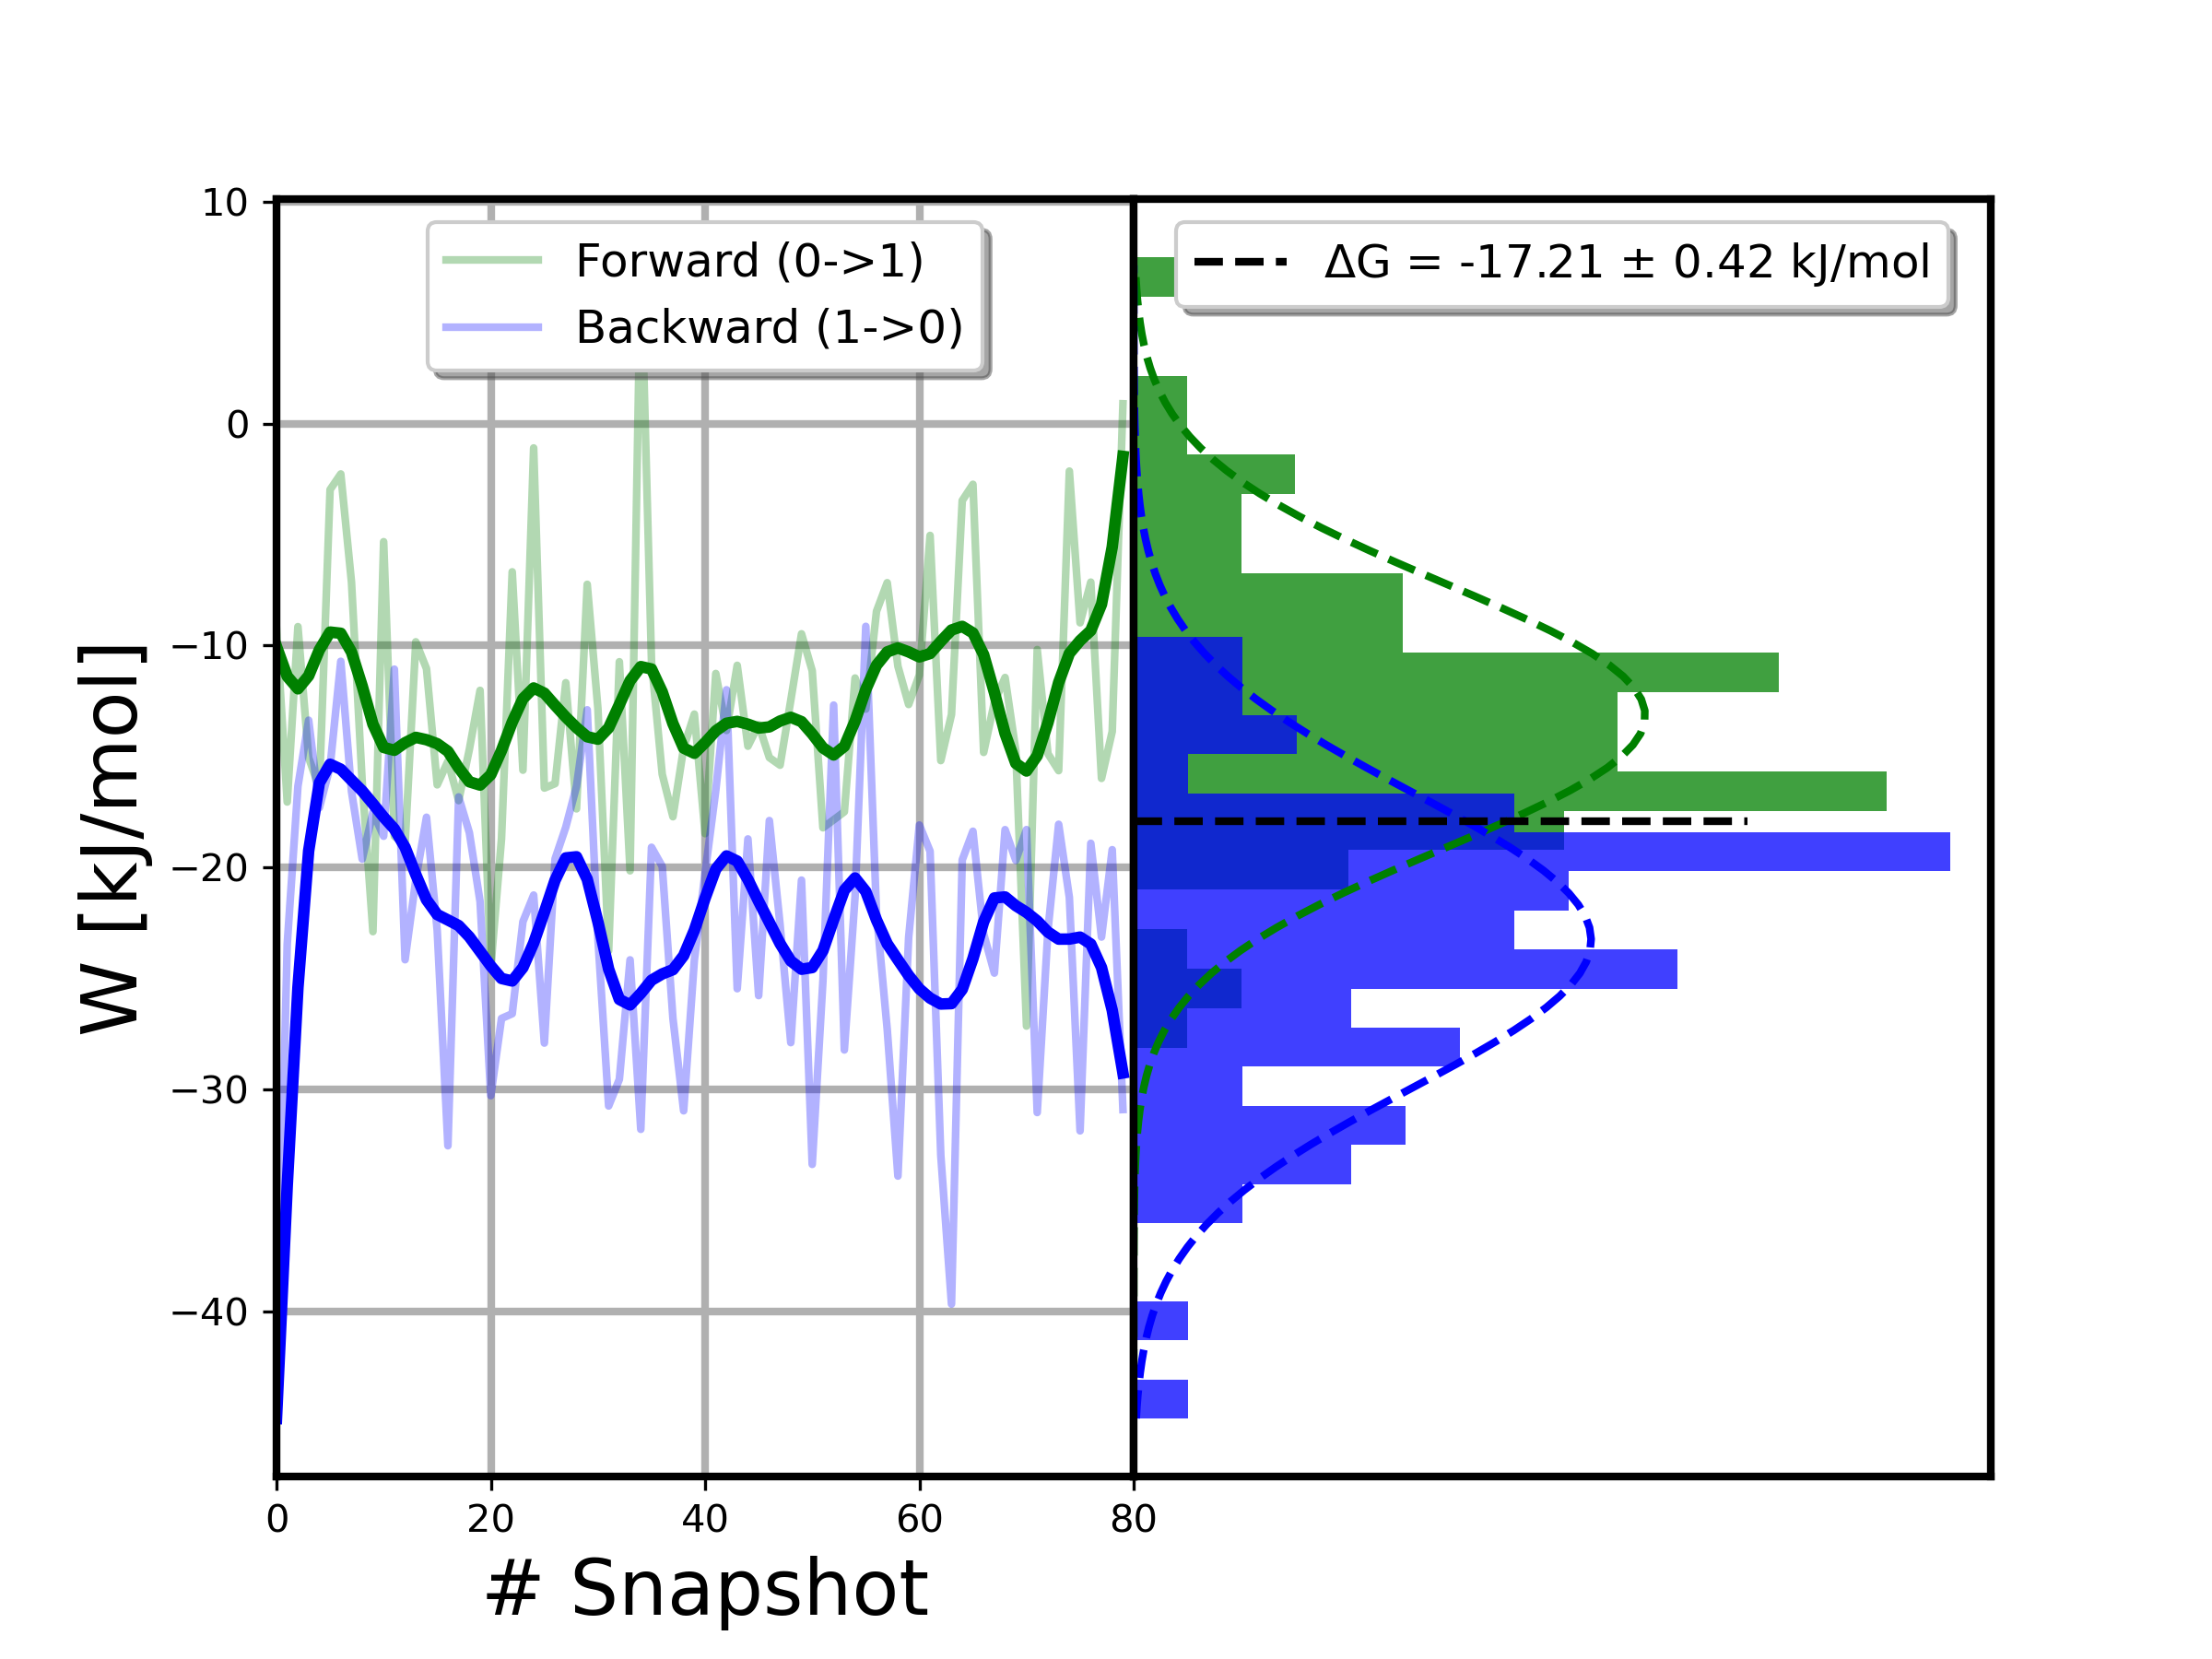 10
0
−10
−20
−30
−40
W [kJ/mol]
Forward (0->1)
Backward (1->0)
ΔG = -17.21 ± 0.42 kJ/mol
0 20 40 60 80
# Snapshot